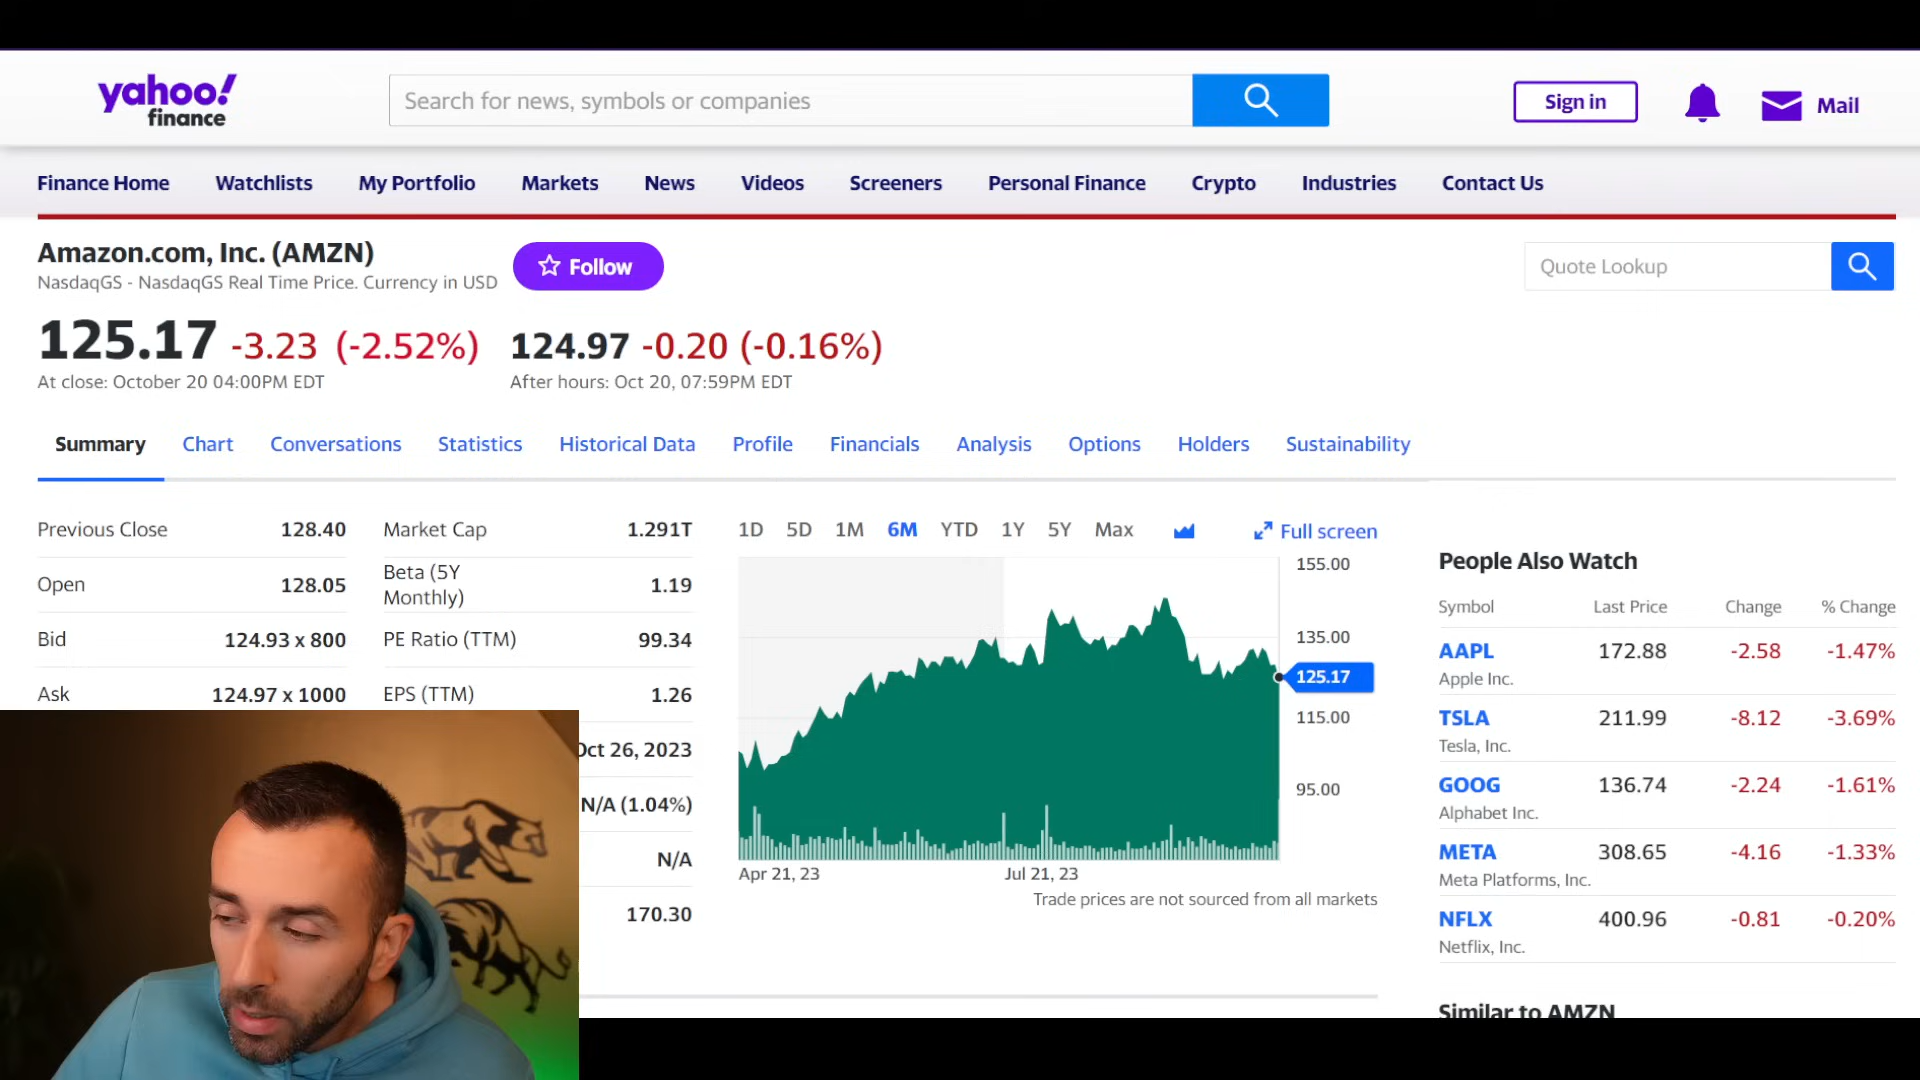 yahoo!
finance
Search for news, symbols or companies
Sign in
Mail
Finance Home Watchlists My Portfolio Markets News Videos Screeners Personal Finance Crypto Industries Contact Us
Amazon.com, Inc. (AMZN)
NasdaqGS - NasdaqGS Real Time Price. Currency in USD
Follow
Quote Lookup
125.17 -3.23 (-2.52%) 124.97 -0.20 (-0.16%)
At close: October 20 04:00PM EDT After hours: Oct 20, 07:59PM EDT
Summary Chart Conversations Statistics Historical Data Profile Financials Analysis Options Holders Sustainability
Previous Close 128.40
Open 128.05
Bid 124.93 x 800
Ask 124.97 x 1000
Market Cap 1.291T
Beta (5Y
Monthly) 1.19
PE Ratio (TTM) 99.34
EPS (TTM) 1.26
Oct 26, 2023
N/A (1.04%)
N/A
170.30
1D 5D 1M 6M YTD 1Y 5Y Max Full screen
155.00
135.00
125.17
115.00
95.00
Apr 21, 23 Jul 21, 23
Trade prices are not sourced from all markets
People Also Watch
Symbol Last Price Change % Change
AAPL 172.88 -2.58 -1.47%
Apple Inc.
TSLA 211.99 -8.12 -3.69%
Tesla, Inc.
GOOG 136.74 -2.24 -1.61%
Alphabet Inc.
META 308.65 -4.16 -1.33%
Meta Platforms, Inc.
NFLX 400.96 -0.81 -0.20%
Netflix, Inc.
Similar to AMZN